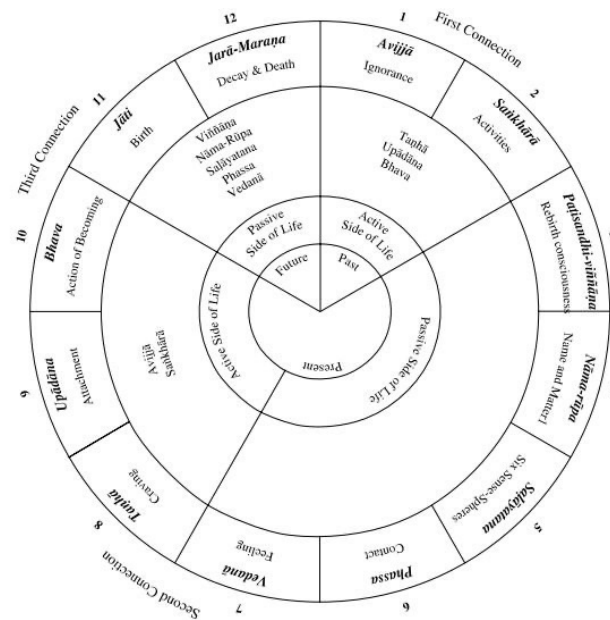 12
Jarā-Maraṇa
Decay & Death
1
First Connection
Avijjā
Ignorance
2
Saṅkhārā
Activities
Paṭisandhi-viññāṇa
Rebirth consciousness
Nāma-rūpa
Name and Matterl
5
Saḷāyatana
Six Sense-Spheres
6
Phassa
Contact
7
Vedanā
Feeling
Second Connection
8
Taṇhā
Craving
9
Upādāna
Attachment
10
Bhava
Action of Becoming
Third Connection
11
Jāti
Birth
Viññāṇa
Nāma-Rūpa
Saḷāyatana
Phassa
Vedanā
Taṇhā
Upādāna
Bhava
Avijjā
Saṅkhārā
Passive
Side of Life
Active
Side of Life
Active Side of Life
Passive Side of Life
Future
Past
Present